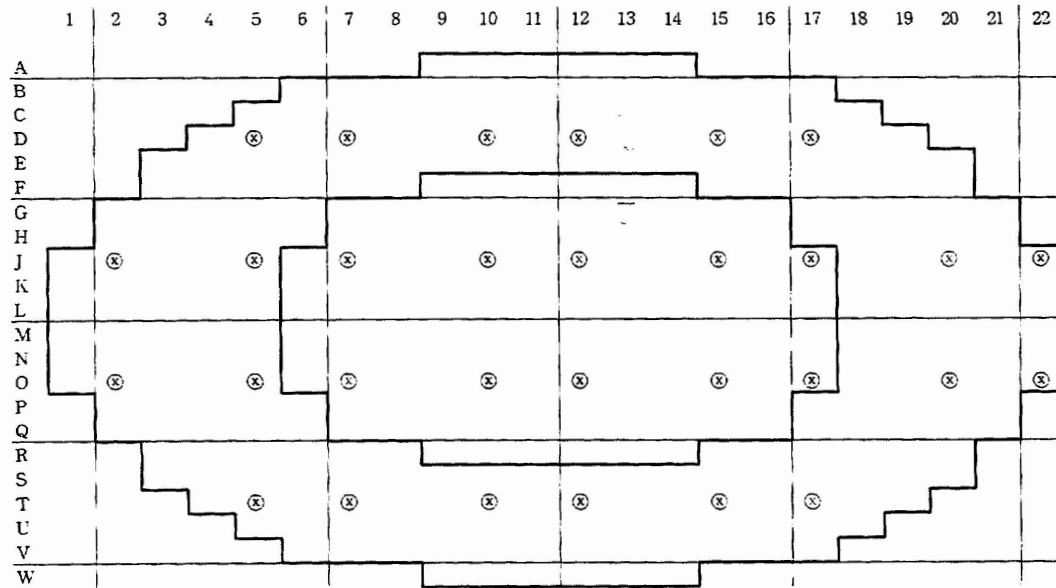 1 2 3 4 5 6 7 8 9 10 11 12 13 14 15 16 17 18 19 20 21 22
A
B
C
D x x x x x x
E
F
G
H
J x x x x x x x x x
K
L
M
N
O x x x x x x x x x
P
Q
R
S
T x x x x x x
U
V
W